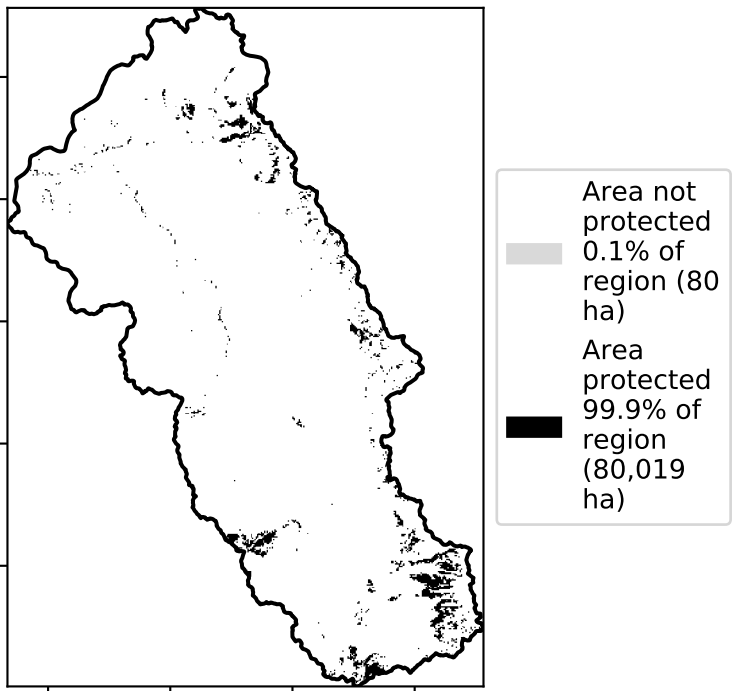 Area not
protected
0.1% of
region (80
ha)
Area
protected
99.9% of
region
(80,019
ha)